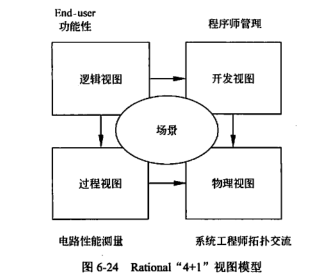 End-user
功能性
程序师管理
逻辑视图
开发视图
场景
过程视图
物理视图
电路性能测量
系统工程师拓扑交流
图 6-24 Rational “4+1” 视图模型